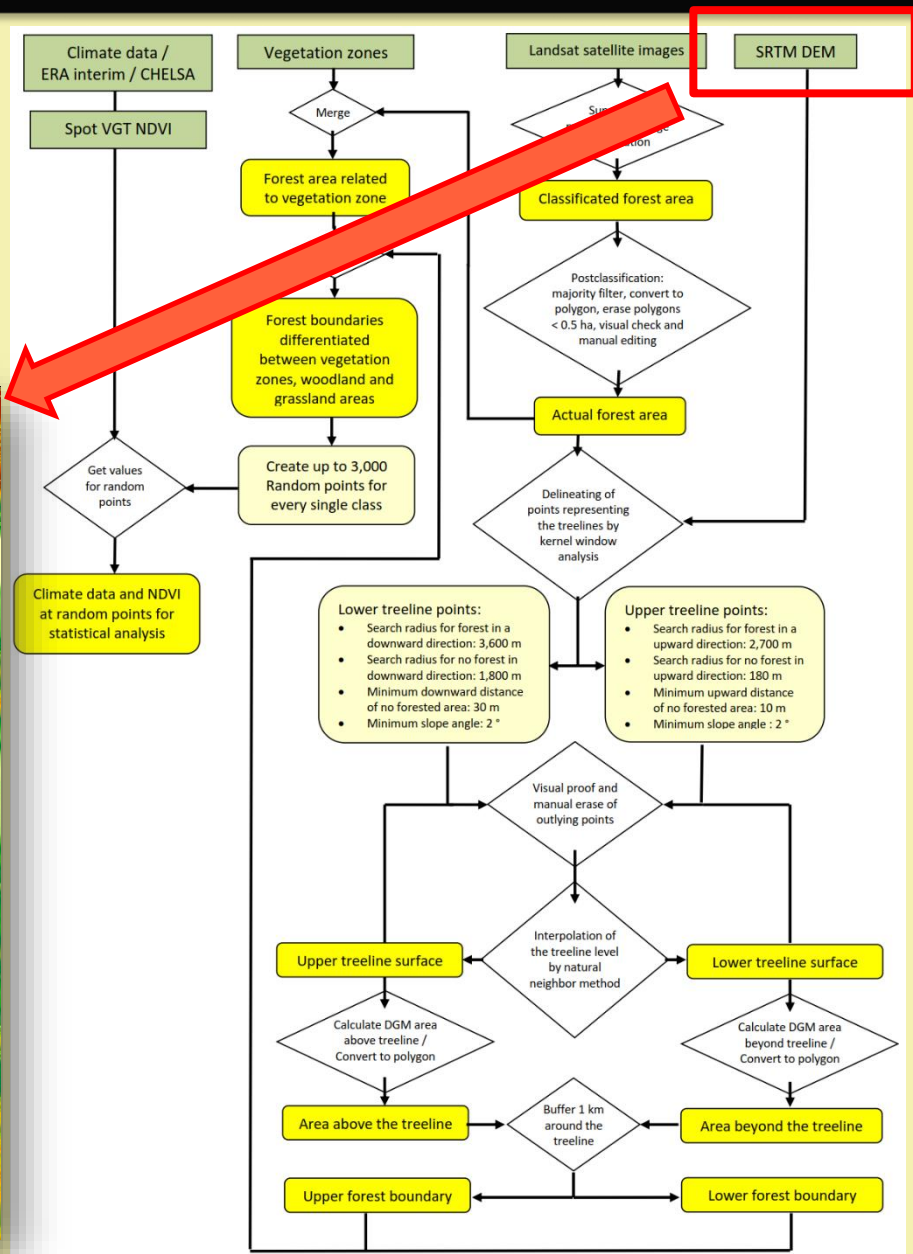 Climate data /
ERA interim / CHELSA
Spot VGT NDVI
Vegetation zones
Merge
Forest area related
to vegetation zone
Forest boundaries
differentiated
between vegetation
zones, woodland and
grassland areas
Create up to 3,000
Random points for
every single class
Get values
for random
points
Climate data and NDVI
at random points for
statistical analysis
Landsat satellite images
SRTM DEM
Classificated forest area
Postclassification:
majority filter, convert to
polygon, erase polygons
< 0.5 ha, visual check and
manual editing
Actual forest area
Delineating of
points representing
the treelines by
kernel window
analysis
Lower treeline points:
• Search radius for forest in a
downward direction: 3,600 m
• Search radius for no forest in
downward direction: 1,800 m
• Minimum downward distance
of no forested area: 30 m
• Minimum slope angle: 2 °
Upper treeline points:
• Search radius for forest in a
upward direction: 2,700 m
• Search radius for no forest in
upward direction: 180 m
• Minimum upward distance
of no forested area: 10 m
• Minimum slope angle : 2 °
Visual proof and
manual erase of
outlying points
Interpolation of
the treeline level
by natural
neighbor method
Upper treeline surface
Lower treeline surface
Calculate DGM area
above treeline /
Convert to polygon
Calculate DGM area
beyond treeline /
Convert to polygon
Area above the treeline
Buffer 1 km
around the
treeline
Area beyond the treeline
Upper forest boundary
Lower forest boundary